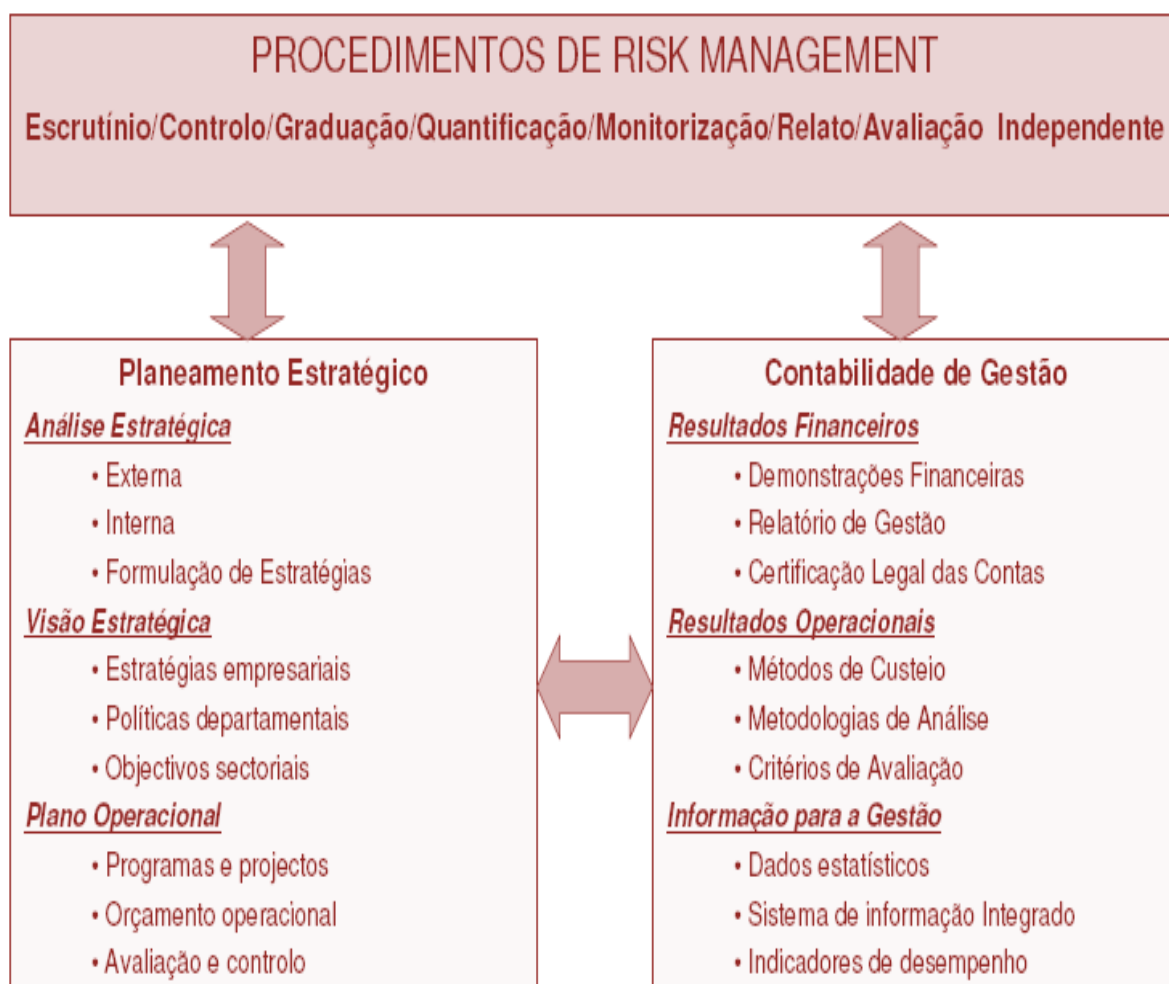 PROCEDIMENTOS DE RISK MANAGEMENT
Escrutínio/Controlo/Graduação/Quantificação/Monitorização/Relato/Avaliação Independente
Planeamento Estratégico
Análise Estratégica
• Externa
• Interna
• Formulação de Estratégias
Visão Estratégica
• Estratégias empresariais
• Políticas departamentais
• Objectivos sectoriais
Plano Operacional
• Programas e projectos
• Orçamento operacional
• Avaliação e controlo
Contabilidade de Gestão
Resultados Financeiros
• Demonstrações Financeiras
• Relatório de Gestão
• Certificação Legal das Contas
Resultados Operacionais
• Métodos de Custeio
• Metodologias de Análise
• Critérios de Avaliação
Informação para a Gestão
• Dados estatísticos
• Sistema de informação Integrado
• Indicadores de desempenho